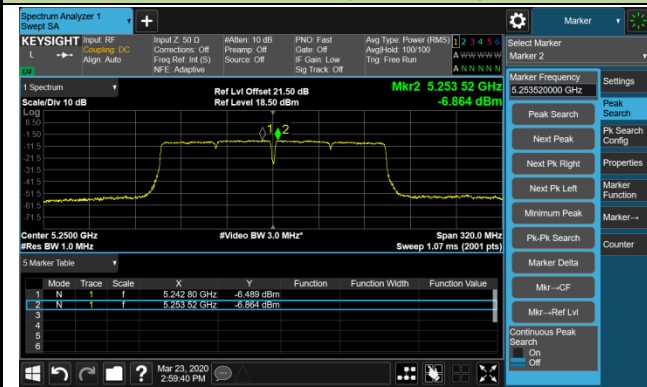 Spectrum Analyzer 1
Swept SA
KEYSIGHT
L
LM
Input: RF
Coupling: DC
Align: Auto
Input Z: 50 Ω
Corrections: Off
Freq Ref: Int (S)
NFE: Adaptive
#Atten: 10 dB
Preamp: Off
Source: Off
PNO: Fast
Gate: Off
IF Gain: Low
Sig Track: Off
Avg Type: Power (RMS)
Avg|Hold: 100/100
Trig: Free Run
1 2 3 4 5 6
A W W W W W
A N N N N N
1 Spectrum
Scale/Div 10 dB
Ref Lvl Offset 21.50 dB
Ref Level 18.50 dBm
Mkr2 5.253 52 GHz
-6.864 dBm
Log
8.50
-1.50
-11.5
-21.5
-31.5
-41.5
-51.5
-61.5
-71.5
1
2
Center 5.2500 GHz
#Res BW 1.0 MHz
#Video BW 3.0 MHz*
Span 320.0 MHz
Sweep 1.07 ms (2001 pts)
5 Marker Table
Mode Trace Scale X Y Function Function Width Function Value
1 N 1 f 5.242 80 GHz -6.489 dBm
2 N 1 f 5.253 52 GHz -6.864 dBm
3
4
5
6
?
Mar 23, 2020
2:59:40 PM
Marker
Select Marker
Marker 2
Marker Frequency
5.253520000 GHz
Peak Search
Next Peak
Next Pk Right
Next Pk Left
Minimum Peak
Pk-Pk Search
Marker Delta
Mkr→CF
Mkr→Ref Lvl
Continuous Peak
Search
On
Off
Settings
Peak
Search
Pk Search
Config
Properties
Marker
Function
Marker→
Counter